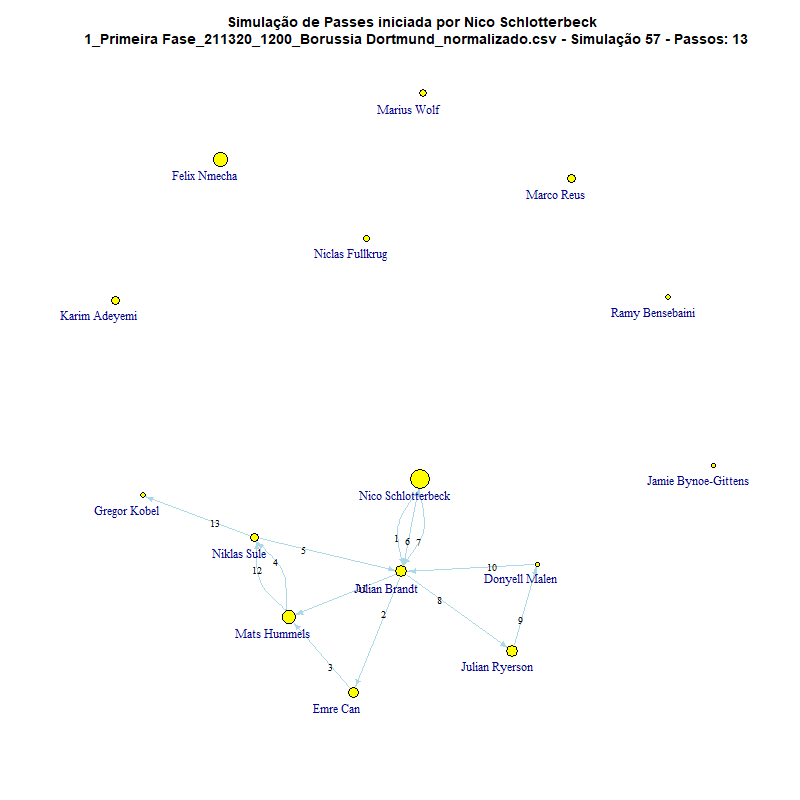 Simulação de Passes iniciada por Nico Schlotterbeck
1_Primeira Fase_211320_1200_Borussia Dortmund_normalizado.csv - Simulação 57 - Passos: 13
Marius Wolf
Felix Nmecha
Marco Reus
Niclas Fullkrug
Karim Adeyemi
Ramy Bensebaini
Jamie Bynoe-Gittens
Nico Schlotterbeck
Gregor Kobel
13
1
6
7
Niklas Sule
5
4
12
10
Donyell Malen
Julian Brandt
8
2
9
Mats Hummels
3
Julian Ryerson
Emre Can